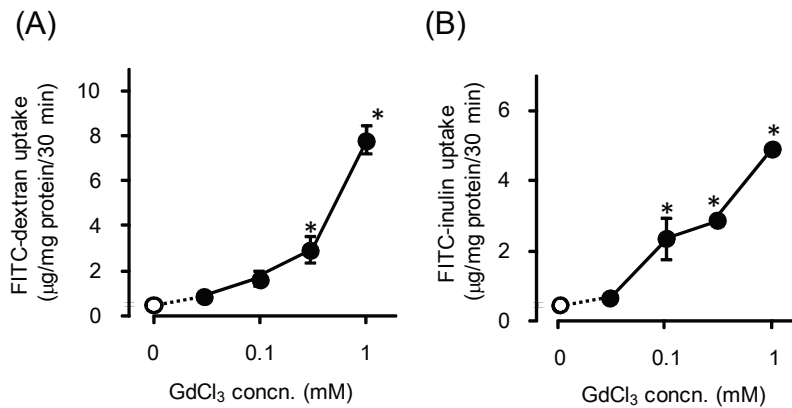 (A)
FITC-dextran uptake
(µg/mg protein/30 min)
10
8
6
4
2
0
*
*
0
0.1
1
GdCl₃ concn. (mM)
(B)
FITC-inulin uptake
(µg/mg protein/30 min)
6
4
2
0
*
*
*
0
0.1
1
GdCl₃ concn. (mM)